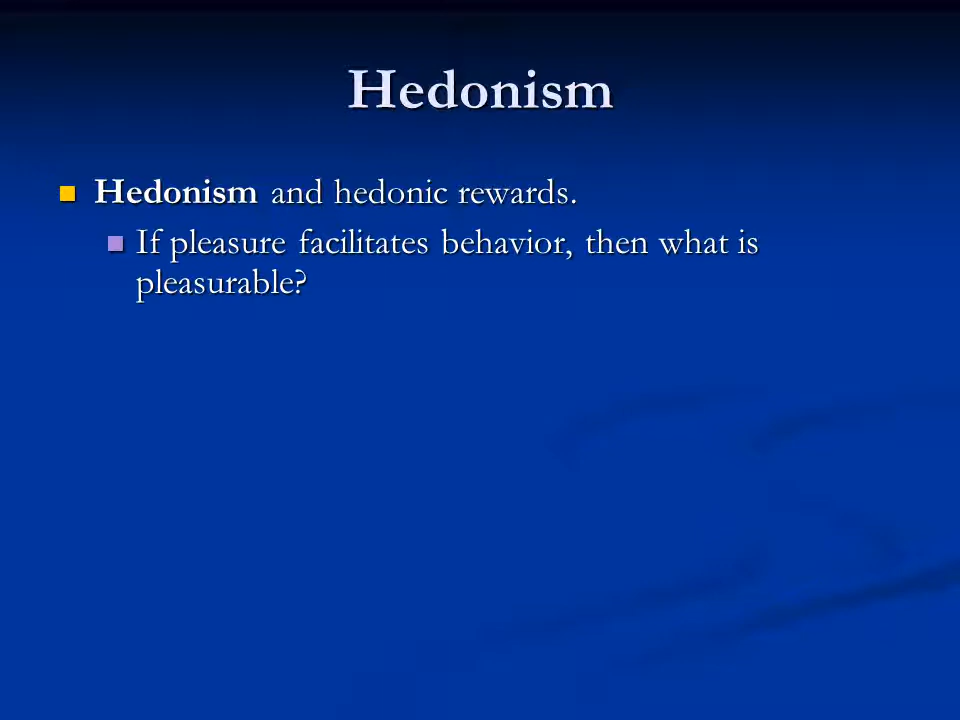 Hedonism
Hedonism and hedonic rewards.
If pleasure facilitates behavior, then what is
pleasurable?